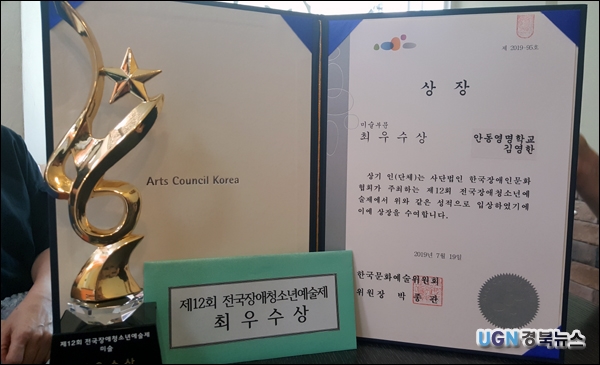 Arts Council Korea
제12회 전국장애청소년예술제
미술
제12회 전국장애청소년예술제
최 우 수 상
제 2019-95호
상 장
미술부문
최 우 수 상
안동영명학교
김영한
상기 인(단체)는 사단법인 한국장애인문화
협회가 주최하는 제12회 전국장애청소년예
술제에서 위와 같은 성적으로 입상하였기에
이에 상장을 수여합니다.
2019년 7월 19일
한국문화예술위원회
위원장 박종관
UGN경북뉴스